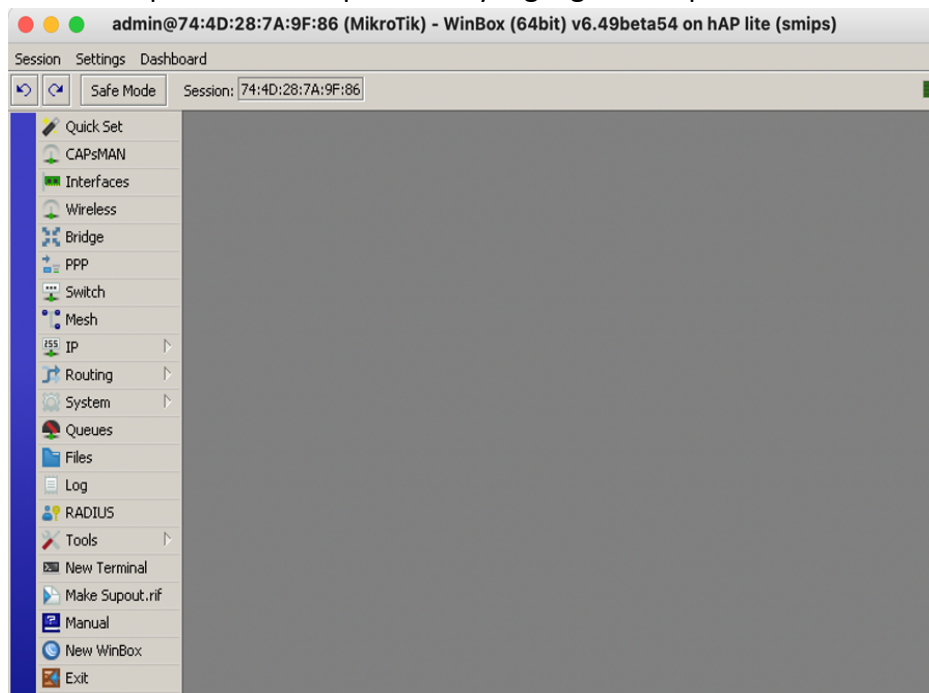 admin@74:4D:28:7A:9F:86 (MikroTik) - WinBox (64bit) v6.49beta54 on hAP lite (smips)
Session Settings Dashboard
Safe Mode Session: 74:4D:28:7A:9F:86
Quick Set
CAPsMAN
Interfaces
Wireless
Bridge
PPP
Switch
Mesh
255 IP
Routing
System
Queues
Files
Log
RADIUS
Tools
New Terminal
Make Supout.rif
Manual
New WinBox
Exit